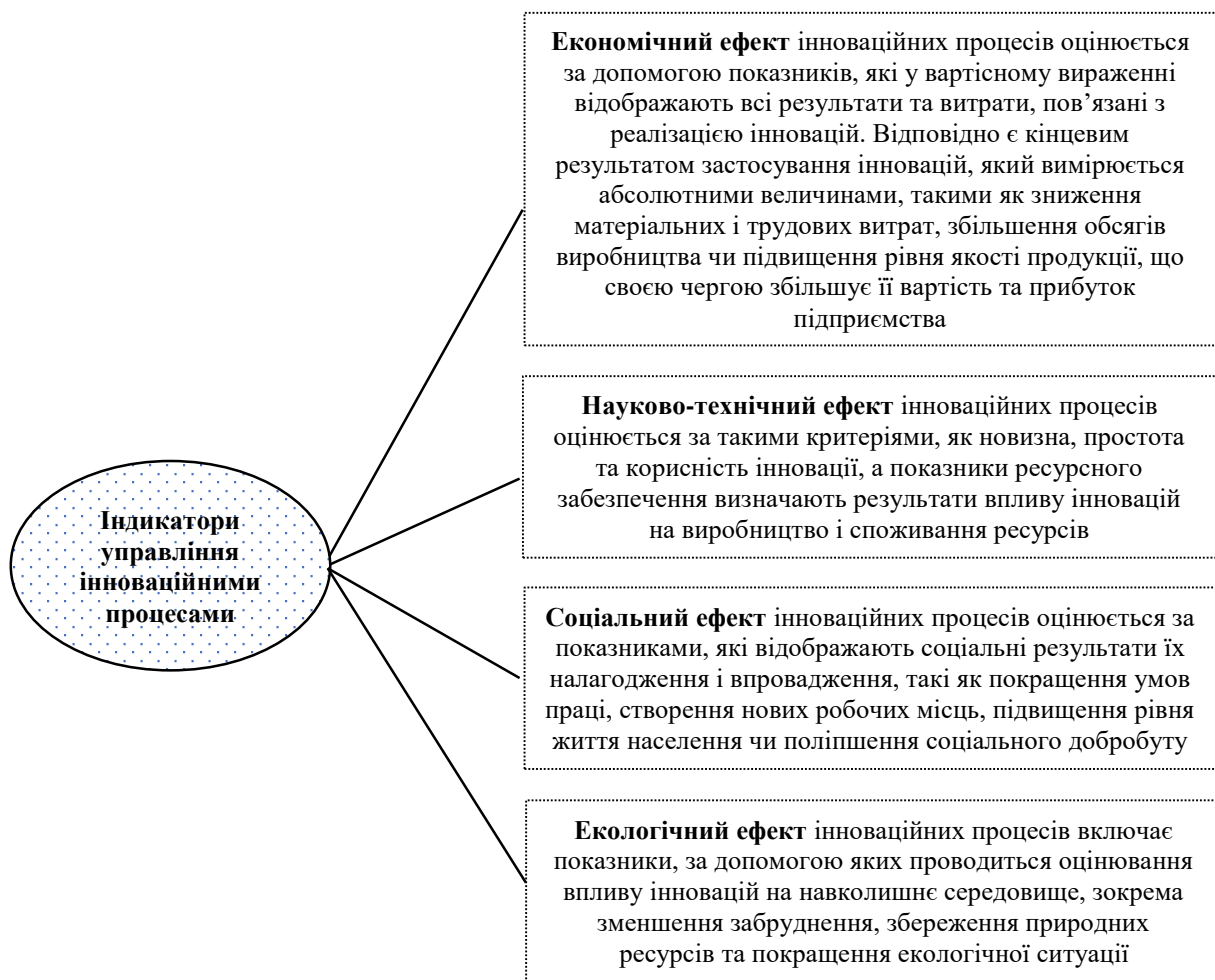 Економічний ефект інноваційних процесів оцінюється
за допомогою показників, які у вартісному вираженні
відображають всі результати та витрати, пов’язані з
реалізацією інновацій. Відповідно є кінцевим
результатом застосування інновацій, який вимірюється
абсолютними величинами, такими як зниження
матеріальних і трудових витрат, збільшення обсягів
виробництва чи підвищення рівня якості продукції, що
своєю чергою збільшує її вартість та прибуток
підприємства
Науково-технічний ефект інноваційних процесів
оцінюється за такими критеріями, як новизна, простота
та корисність інновації, а показники ресурсного
забезпечення визначають результати впливу інновацій
на виробництво і споживання ресурсів
Індикатори
управління
інноваційними
процесами
Соціальний ефект інноваційних процесів оцінюється за
показниками, які відображають соціальні результати їх
налагодження і впровадження, такі як покращення умов
праці, створення нових робочих місць, підвищення рівня
життя населення чи поліпшення соціального добробуту
Екологічний ефект інноваційних процесів включає
показники, за допомогою яких проводиться оцінювання
впливу інновацій на навколишнє середовище, зокрема
зменшення забруднення, збереження природних
ресурсів та покращення екологічної ситуації